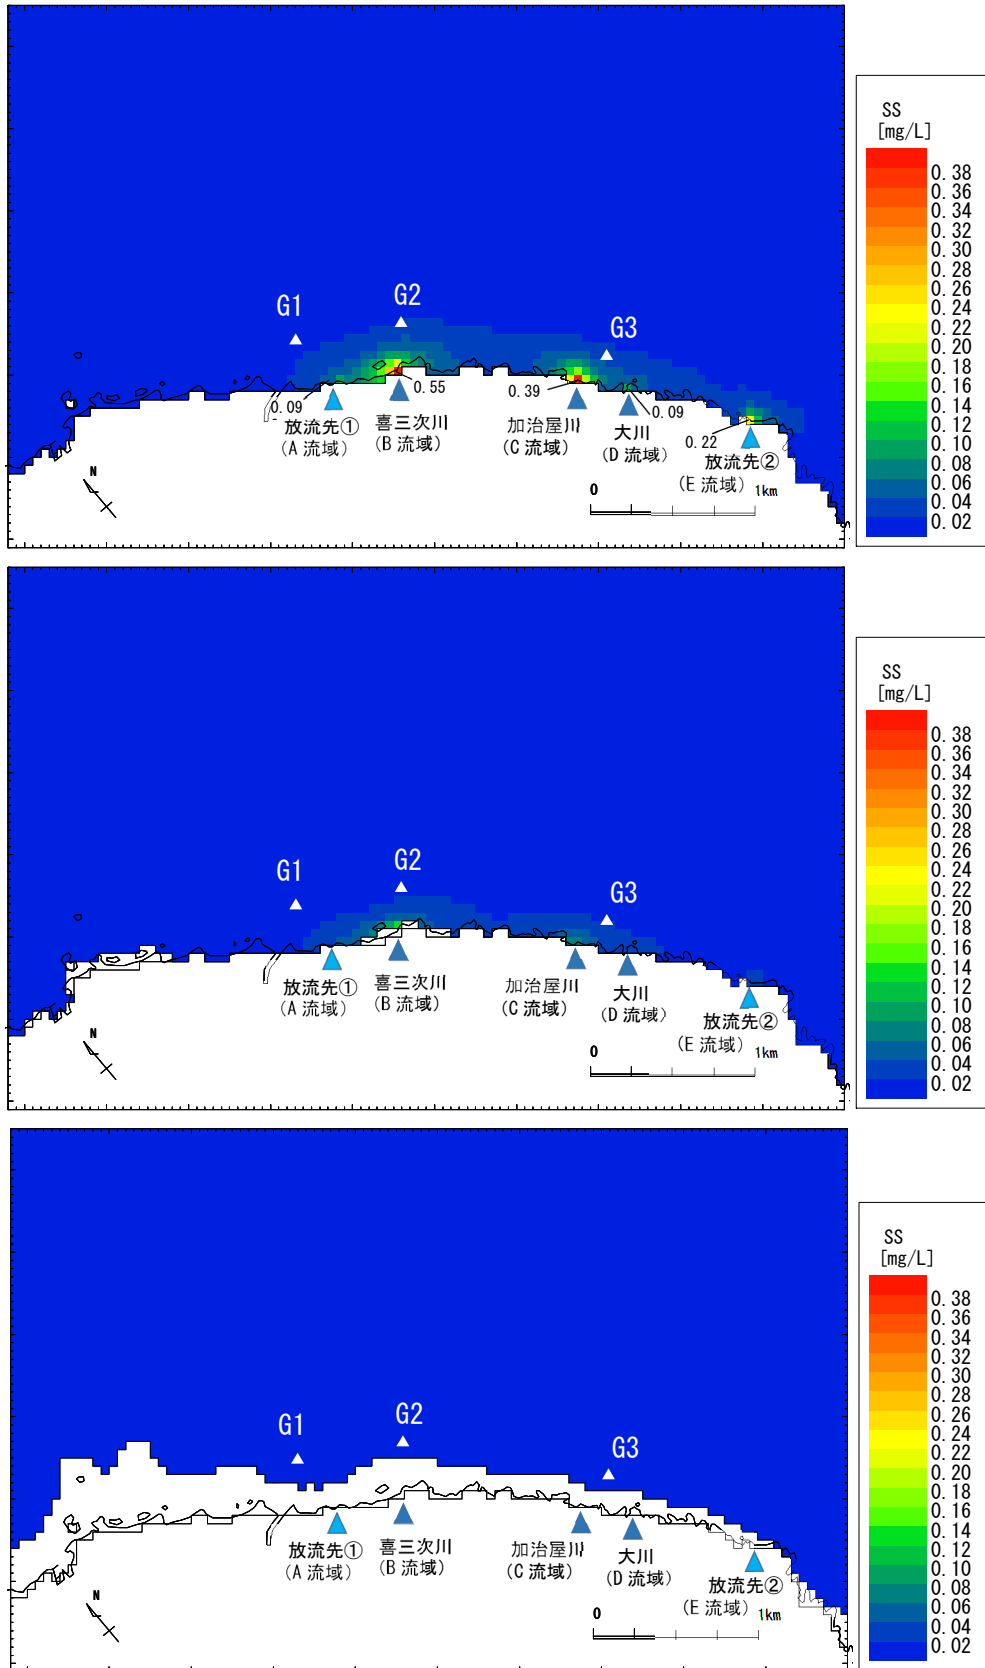 SS
[mg/L]
0.38
0.36
0.34
0.30
0.28
0.26
0.24
0.22
0.20
0.18
0.16
0.14
0.12
0.10
0.08
0.06
0.04
0.02
G1
G2
G3
0.09
0.55
0.39
0.09
0.22
放流先①
(A 流域)
喜三次川
(B 流域)
加治屋川
(C 流域)
大川
(D 流域)
放流先②
(E 流域)
N
0
1km
SS
[mg/L]
0.38
0.36
0.34
0.32
0.30
0.28
0.26
0.24
0.22
0.20
0.18
0.16
0.14
0.12
0.10
0.08
0.06
0.04
0.02
G1
G2
G3
放流先①
(A 流域)
喜三次川
(B 流域)
加治屋川
(C 流域)
大川
(D 流域)
放流先②
(E 流域)
N
0
1km
SS
[mg/L]
0.38
0.36
0.34
0.32
0.30
0.28
0.26
0.24
0.22
0.20
0.18
0.16
0.14
0.12
0.10
0.08
0.06
0.04
0.02
G1
G2
G3
放流先①
(A 流域)
喜三次川
(B 流域)
加治屋川
(C 流域)
大川
(D 流域)
放流先②
(E 流域)
N
0
1km